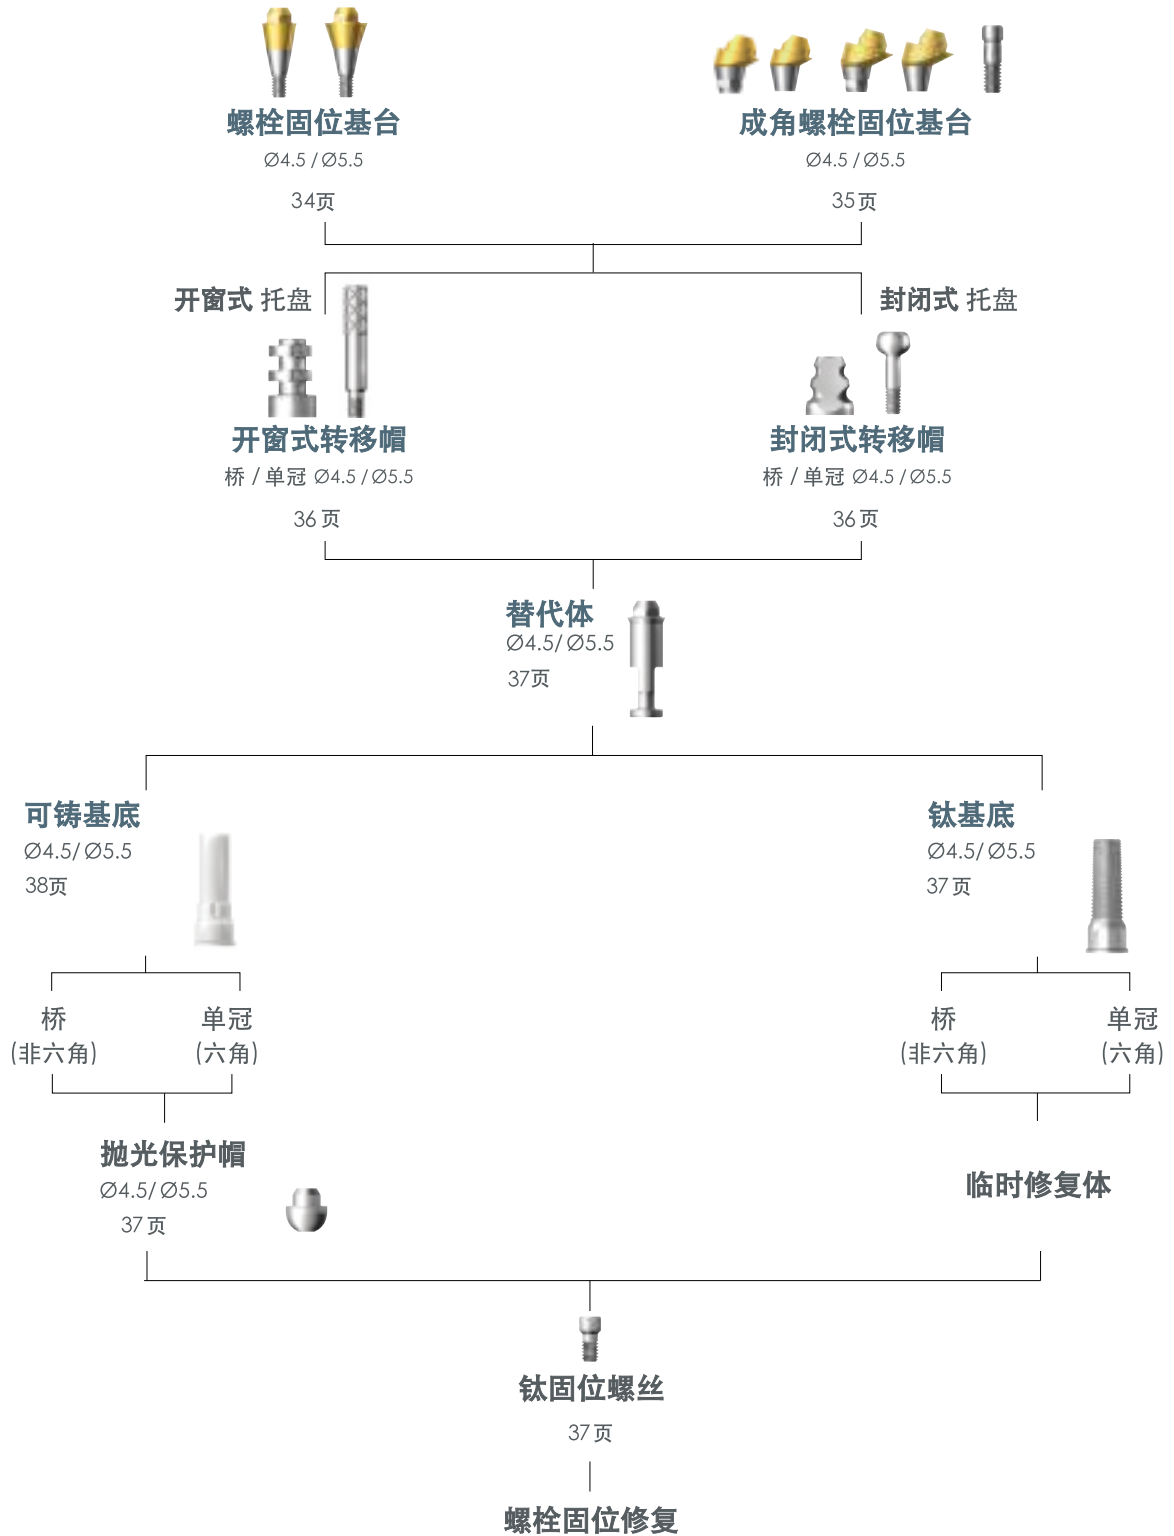 螺栓固位基台
Ø4.5 / Ø5.5
34页
成角螺栓固位基台
Ø4.5 / Ø5.5
35页
开窗式 托盘
封闭式 托盘
开窗式转移帽
桥 / 单冠 Ø4.5 / Ø5.5
36 页
封闭式转移帽
桥 / 单冠 Ø4.5 / Ø5.5
36 页
替代体
Ø4.5/ Ø5.5
37页
可铸基底
Ø4.5/ Ø5.5
38页
钛基底
Ø4.5/ Ø5.5
37 页
桥
(非六角)
单冠
(六角)
桥
(非六角)
单冠
(六角)
抛光保护帽
Ø4.5/ Ø5.5
37 页
临时修复体
钛固位螺丝
37 页
螺栓固位修复